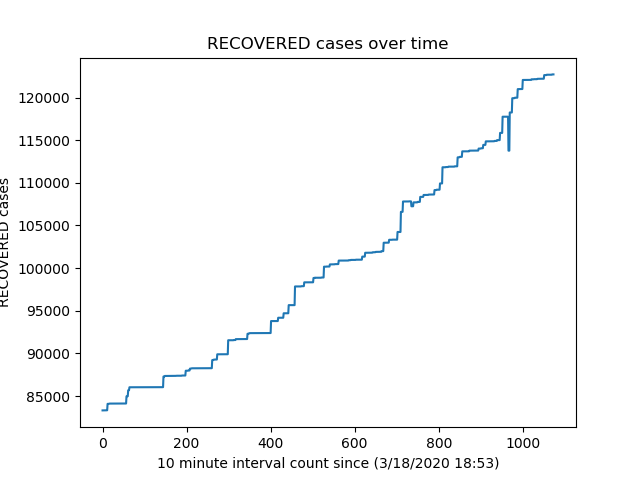 RECOVERED cases over time
120000
115000
110000
105000
100000
95000
90000
85000
RECOVERED cases
0 200 400 600 800 1000
10 minute interval count since (3/18/2020 18:53)